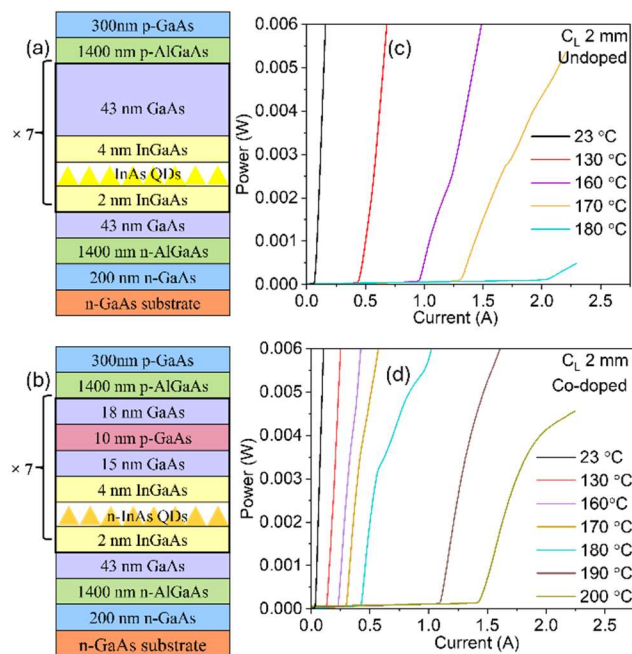 (a)
300nm p-GaAs
1400 nm p-AlGaAs
× 7
43 nm GaAs
4 nm InGaAs
InAs QDs
2 nm InGaAs
43 nm GaAs
1400 nm n-AlGaAs
200 nm n-GaAs
n-GaAs substrate
(c)
C_L 2 mm
Undoped
Power (W)
0.006
0.005
0.004
0.003
0.002
0.001
0.000
23 °C
130 °C
160 °C
170 °C
180 °C
0.0 0.5 1.0 1.5 2.0 2.5
Current (A)
(b)
300nm p-GaAs
1400 nm p-AlGaAs
× 7
18 nm GaAs
10 nm p-GaAs
15 nm GaAs
4 nm InGaAs
n-InAs QDs
2 nm InGaAs
43 nm GaAs
1400 nm n-AlGaAs
200 nm n-GaAs
n-GaAs substrate
(d)
C_L 2 mm
Co-doped
Power (W)
0.006
0.005
0.004
0.003
0.002
0.001
0.000
23 °C
130 °C
160°C
170 °C
180 °C
190 °C
200 °C
0.0 0.5 1.0 1.5 2.0 2.5
Current (A)